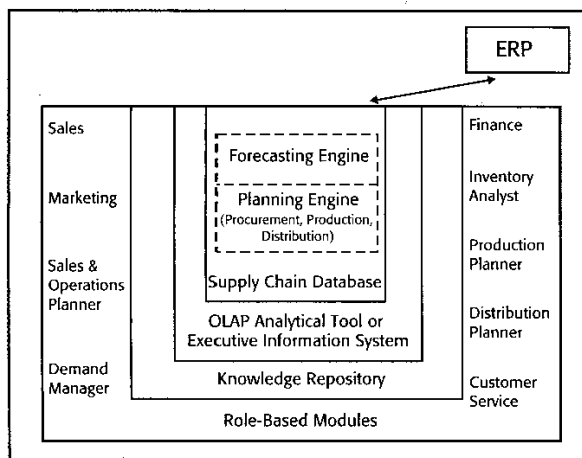 ERP
Sales
Marketing
Sales &
Operations
Planner
Demand
Manager
Forecasting Engine
Planning Engine
(Procurement, Production,
Distribution)
Supply Chain Database
OLAP Analytical Tool or
Executive Information System
Knowledge Repository
Role-Based Modules
Finance
Inventory
Analyst
Production
Planner
Distribution
Planner
Customer
Service